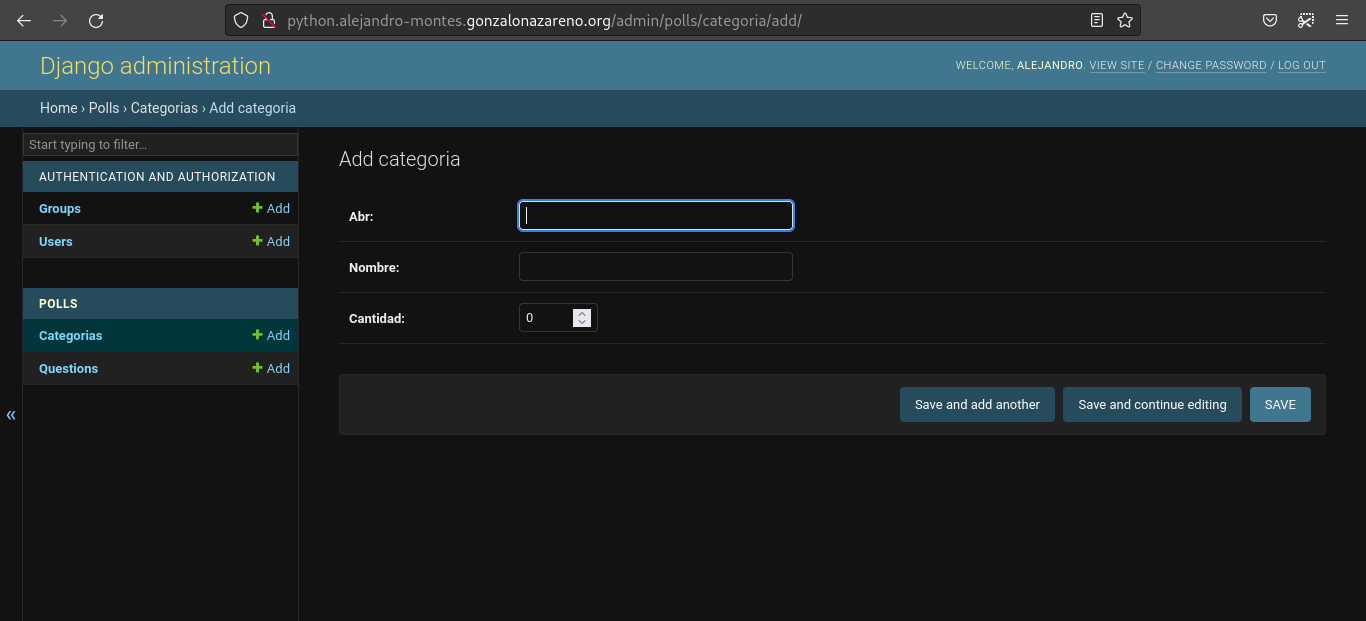 python.alejandro-montes.gonzalonazareno.org/admin/polls/categoria/add/
Django administration
WELCOME, ALEJANDRO. VIEW SITE / CHANGE PASSWORD / LOG OUT
Home › Polls › Categorias › Add categoria
Start typing to filter…
AUTHENTICATION AND AUTHORIZATION
Groups + Add
Users + Add
POLLS
Categorias + Add
Questions + Add
«
Add categoria
Abr:
Nombre:
Cantidad: 0
Save and add another Save and continue editing SAVE